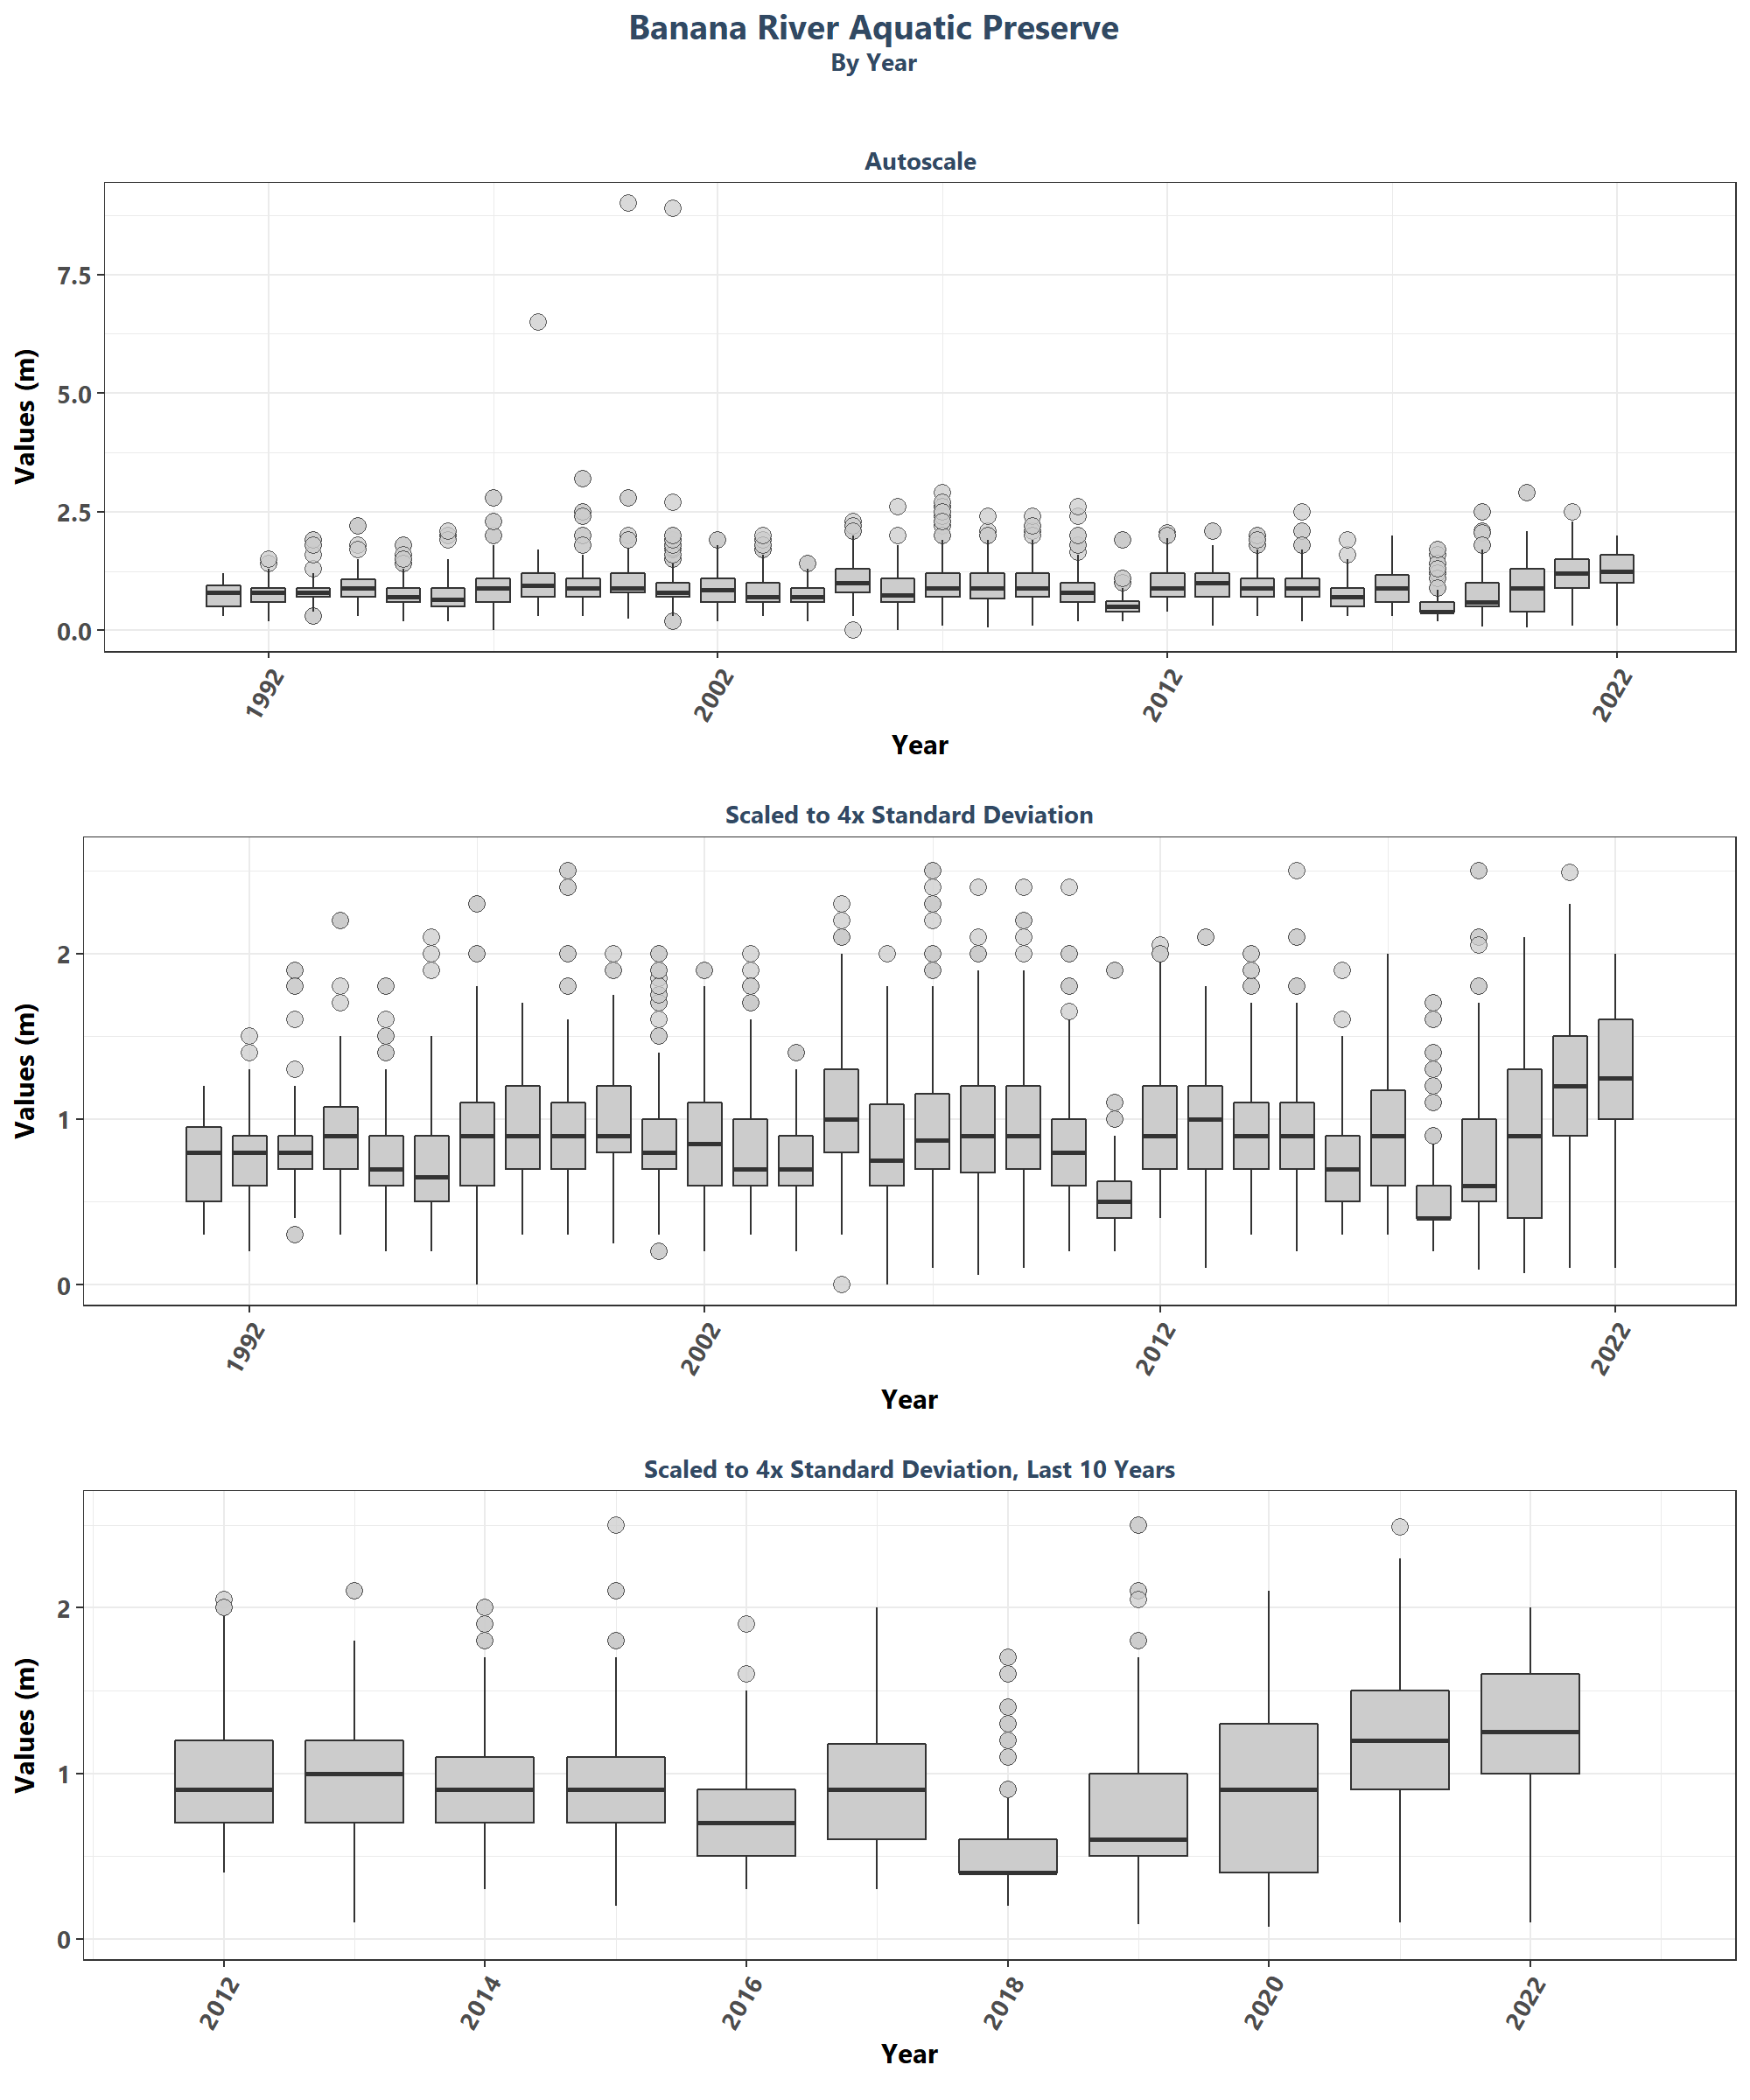 Banana River Aquatic Preserve
By Year
Autoscale
Values (m)
7.5
5.0
2.5
0.0
1992
2002
2012
2022
Year
Scaled to 4x Standard Deviation
Values (m)
2
1
0
1992
2002
2012
2022
Year
Scaled to 4x Standard Deviation, Last 10 Years
Values (m)
2
1
0
2012
2014
2016
2018
2020
2022
Year